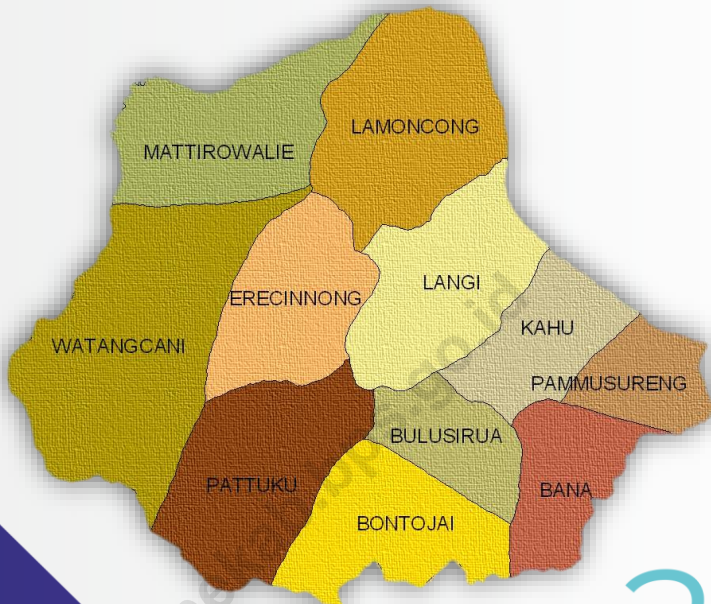 LAMONCONG
MATTIROWALIE
LANGI
ERECINNONG
KAHU
WATANGCANI
PAMMUSURENG
BULUSIRUA
PATTUKU
BANA
BONTOJAI